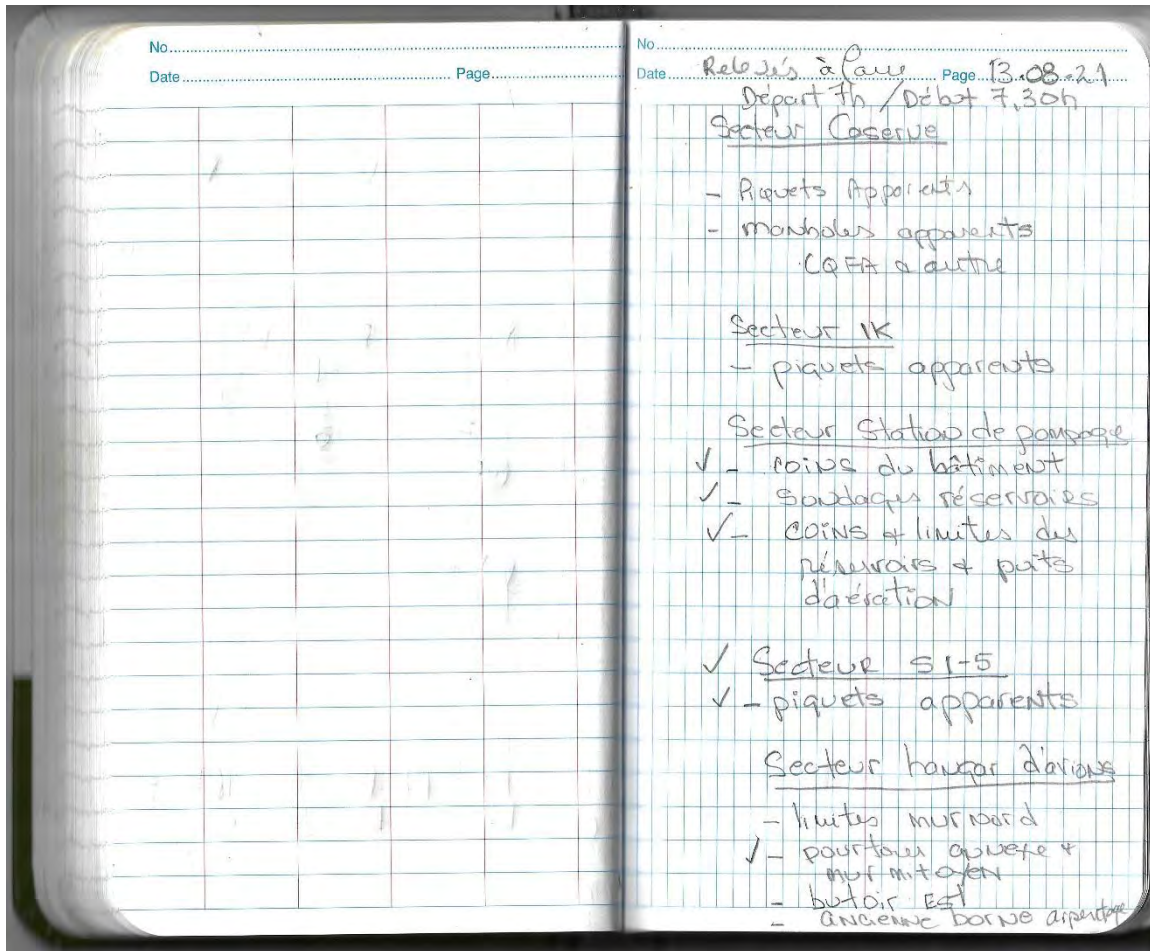 No.
Date Page
No.
Date Relevés à faire Page 13-08-21
Départ 7h / Début 7,30h
Secteur Caserne
- Piquets Apparents
- manholes apparents
CQFA & autre
Secteur 1K
- piquets apparents
Secteur Station de pompage
✓ - coins du bâtiment
✓ - Sondages réservoirs
✓ - coins & limites des
réservoirs & puits
d'aération
✓ Secteur S1-5
✓ - piquets apparents
Secteur hangar d'avions
- limites mur nord
✓ - pourtour annexe &
mur mitoyen
- butoir Est
- ancienne borne arpentage